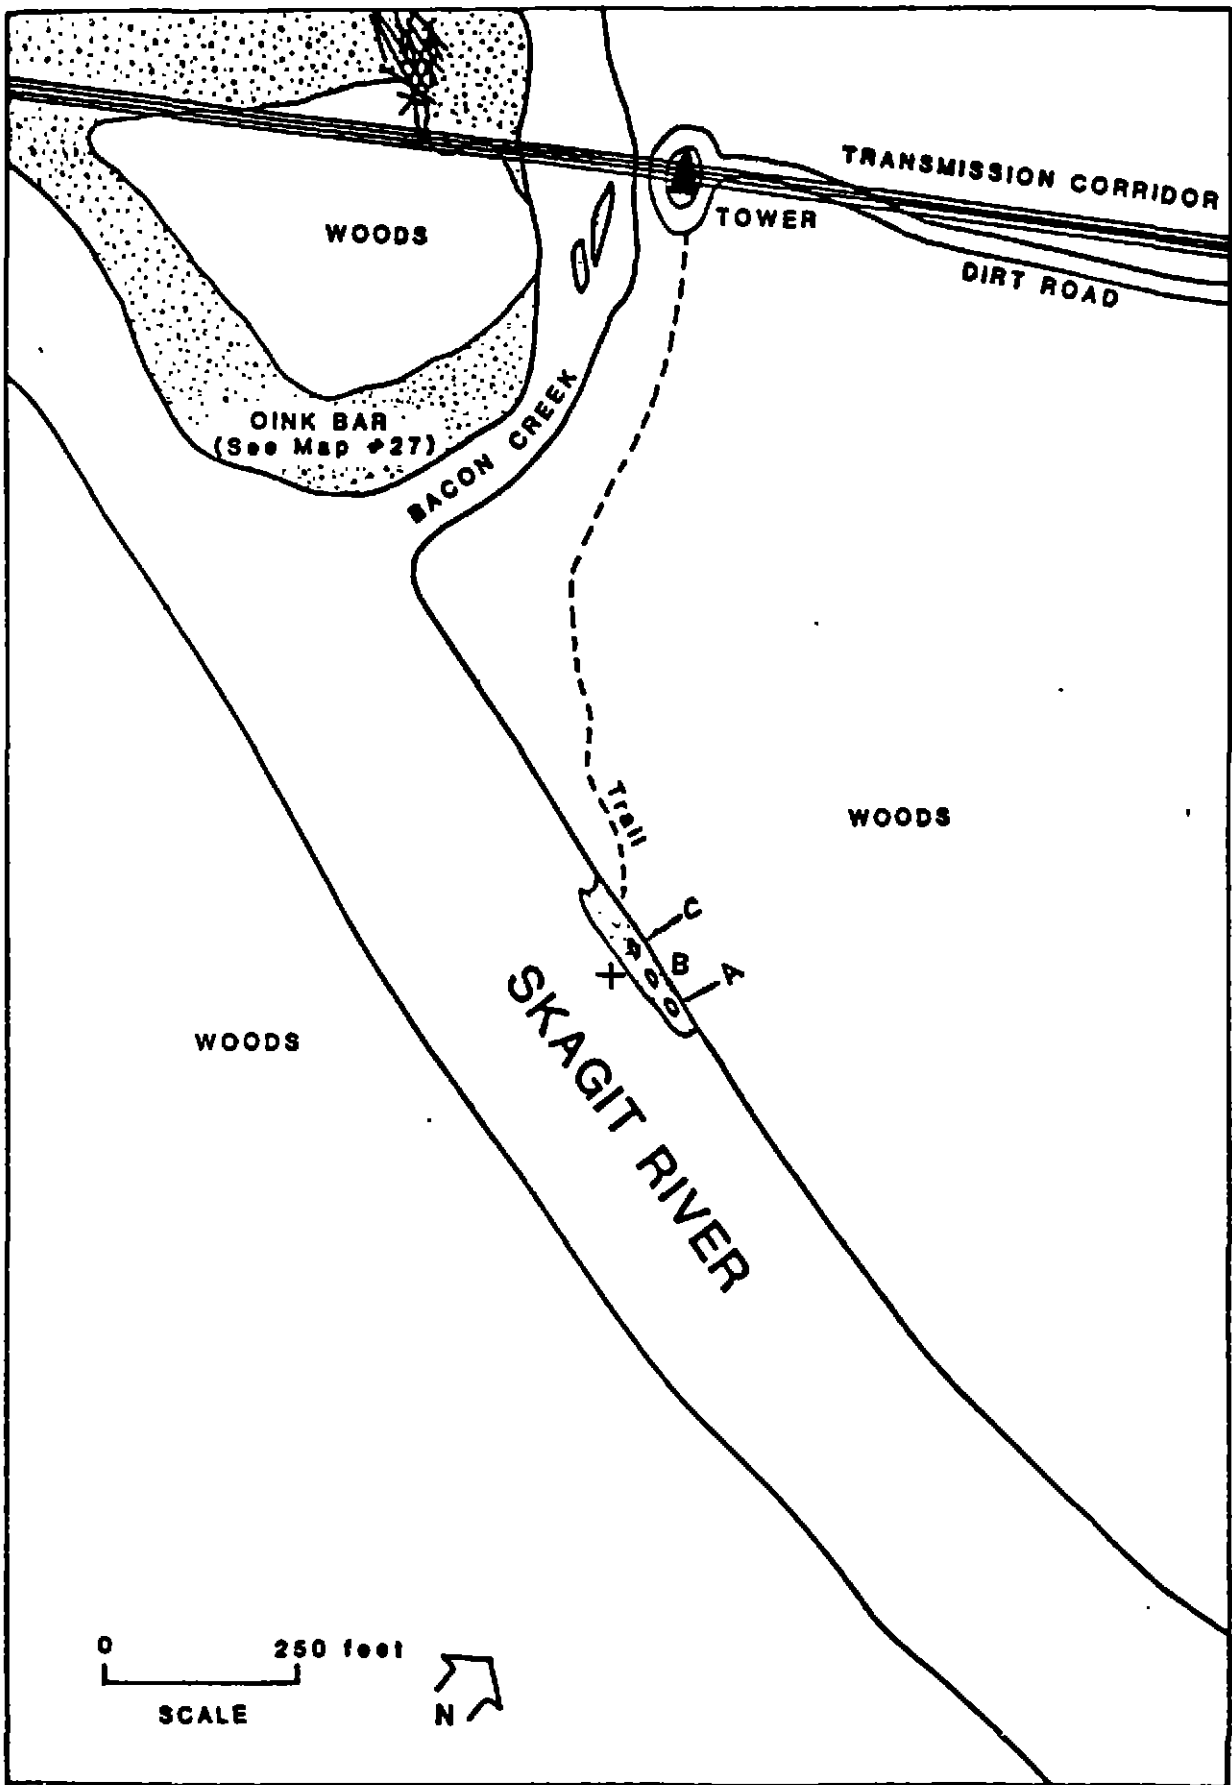 TRANSMISSION CORRIDOR
TOWER
WOODS
DIRT ROAD
OINK BAR
(See Map #27)
BACON CREEK
Trail
WOODS
C
B
A
SKAGIT RIVER
WOODS
0 250 feet
SCALE
N